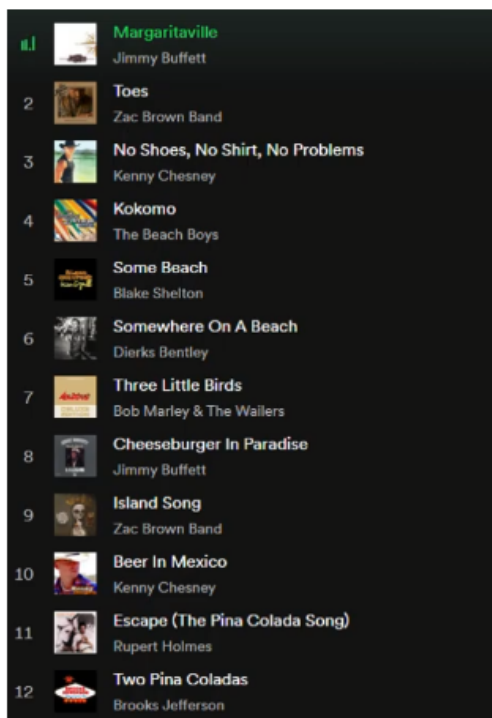 Margaritaville
Jimmy Buffett
2
Toes
Zac Brown Band
3
No Shoes, No Shirt, No Problems
Kenny Chesney
4
Kokomo
The Beach Boys
5
Some Beach
Blake Shelton
6
Somewhere On A Beach
Dierks Bentley
7
Three Little Birds
Bob Marley & The Wailers
8
Cheeseburger In Paradise
Jimmy Buffett
9
Island Song
Zac Brown Band
10
Beer In Mexico
Kenny Chesney
11
Escape (The Pina Colada Song)
Rupert Holmes
12
Two Pina Coladas
Brooks Jefferson